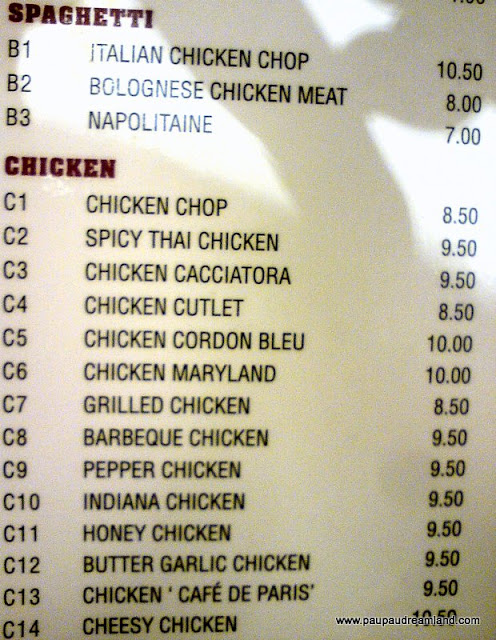 SPAGHETTI
B1 ITALIAN CHICKEN CHOP 10.50
B2 BOLOGNESE CHICKEN MEAT 8.00
B3 NAPOLITAINE 7.00
CHICKEN
C1 CHICKEN CHOP 8.50
C2 SPICY THAI CHICKEN 9.50
C3 CHICKEN CACCIATORA 9.50
C4 CHICKEN CUTLET 8.50
C5 CHICKEN CORDON BLEU 10.00
C6 CHICKEN MARYLAND 10.00
C7 GRILLED CHICKEN 8.50
C8 BARBEQUE CHICKEN 9.50
C9 PEPPER CHICKEN 9.50
C10 INDIANA CHICKEN 9.50
C11 HONEY CHICKEN 9.50
C12 BUTTER GARLIC CHICKEN 9.50
C13 CHICKEN ' CAFÉ DE PARIS' 9.50
C14 CHEESY CHICKEN 10.50
www.paupaudreamland.com